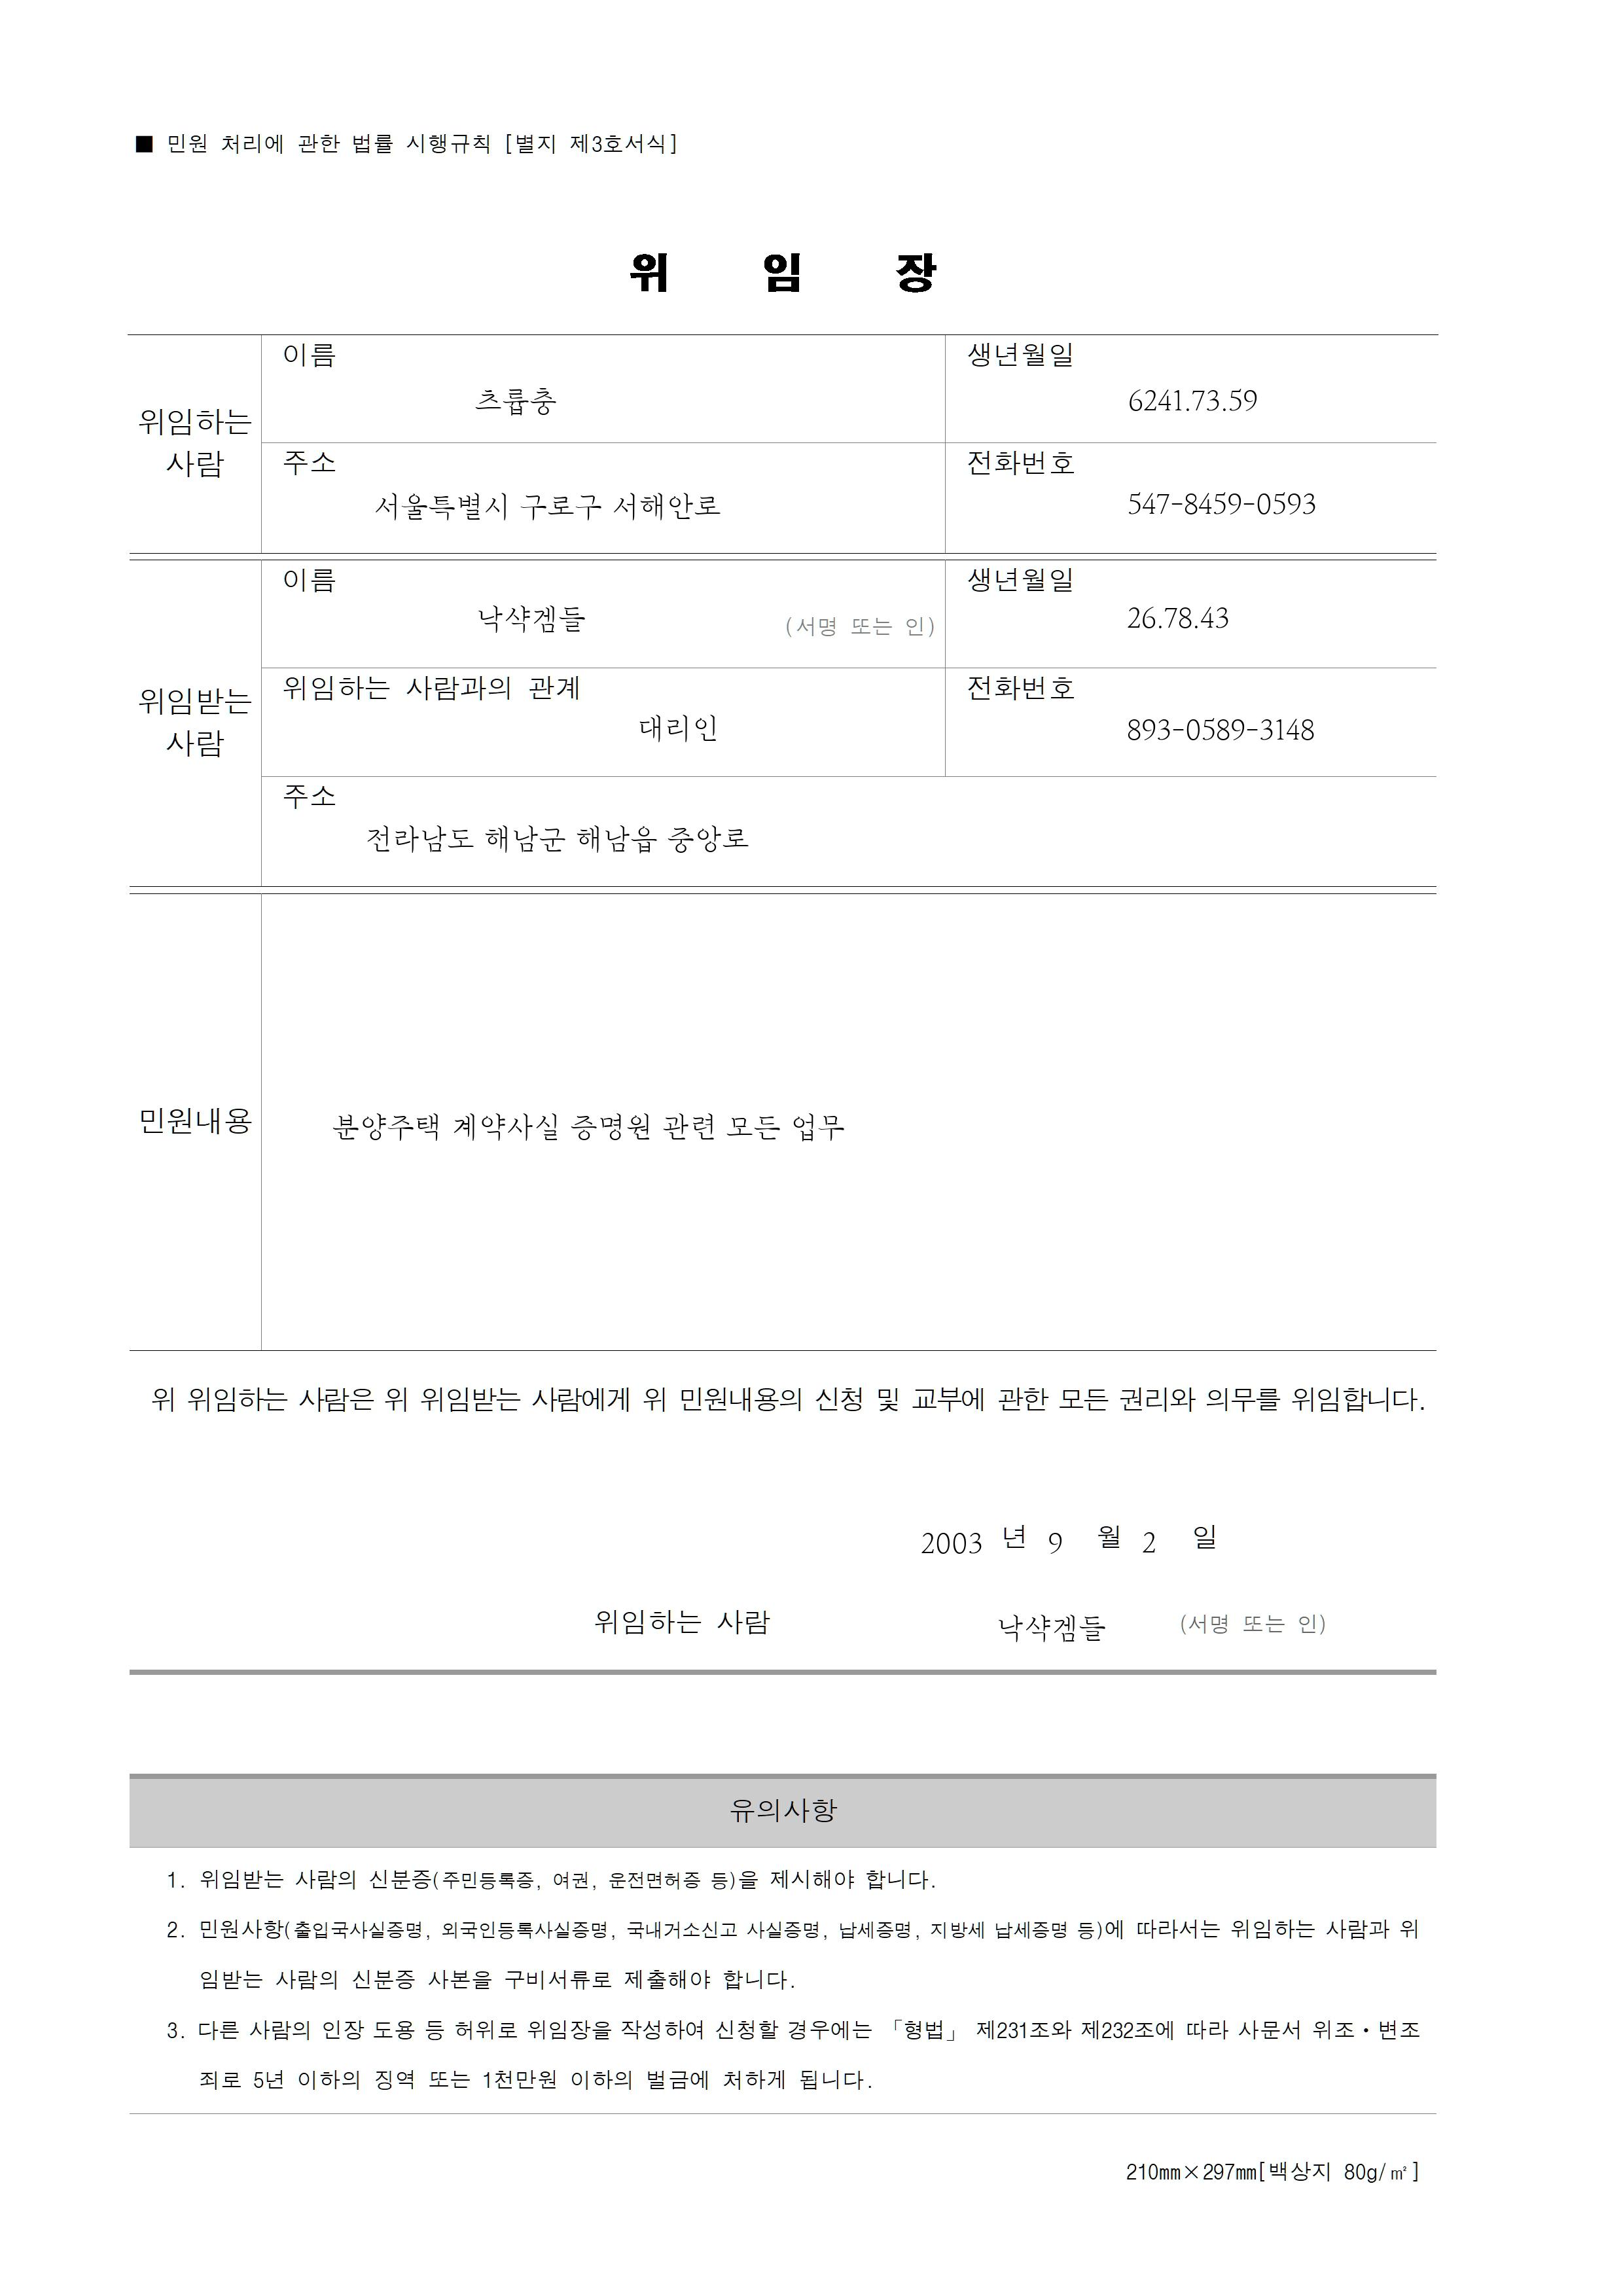 ■ 민원 처리에 관한 법률 시행규칙 [별지 제3호서식]
위 임 장
위임하는 사람
이름
츠륩충
생년월일
6241.73.59
주소
서울특별시 구로구 서해안로
전화번호
547-8459-0593
위임받는 사람
이름
낙샥겜들
(서명 또는 인)
생년월일
26.78.43
위임하는 사람과의 관계
대리인
전화번호
893-0589-3148
주소
전라남도 해남군 해남읍 중앙로
민원내용
분양주택 계약사실 증명원 관련 모든 업무
위 위임하는 사람은 위 위임받는 사람에게 위 민원내용의 신청 및 교부에 관한 모든 권리와 의무를 위임합니다.
2003 년 9 월 2 일
위임하는 사람 낙샥겜들 (서명 또는 인)
유의사항
1. 위임받는 사람의 신분증(주민등록증, 여권, 운전면허증 등)을 제시해야 합니다.
2. 민원사항(출입국사실증명, 외국인등록사실증명, 국내거소신고 사실증명, 납세증명, 지방세 납세증명 등)에 따라서는 위임하는 사람과 위
임받는 사람의 신분증 사본을 구비서류로 제출해야 합니다.
3. 다른 사람의 인장 도용 등 허위로 위임장을 작성하여 신청할 경우에는 「형법」 제231조와 제232조에 따라 사문서 위조·변조
죄로 5년 이하의 징역 또는 1천만원 이하의 벌금에 처하게 됩니다.
210㎜×297㎜[백상지 80g/㎡]